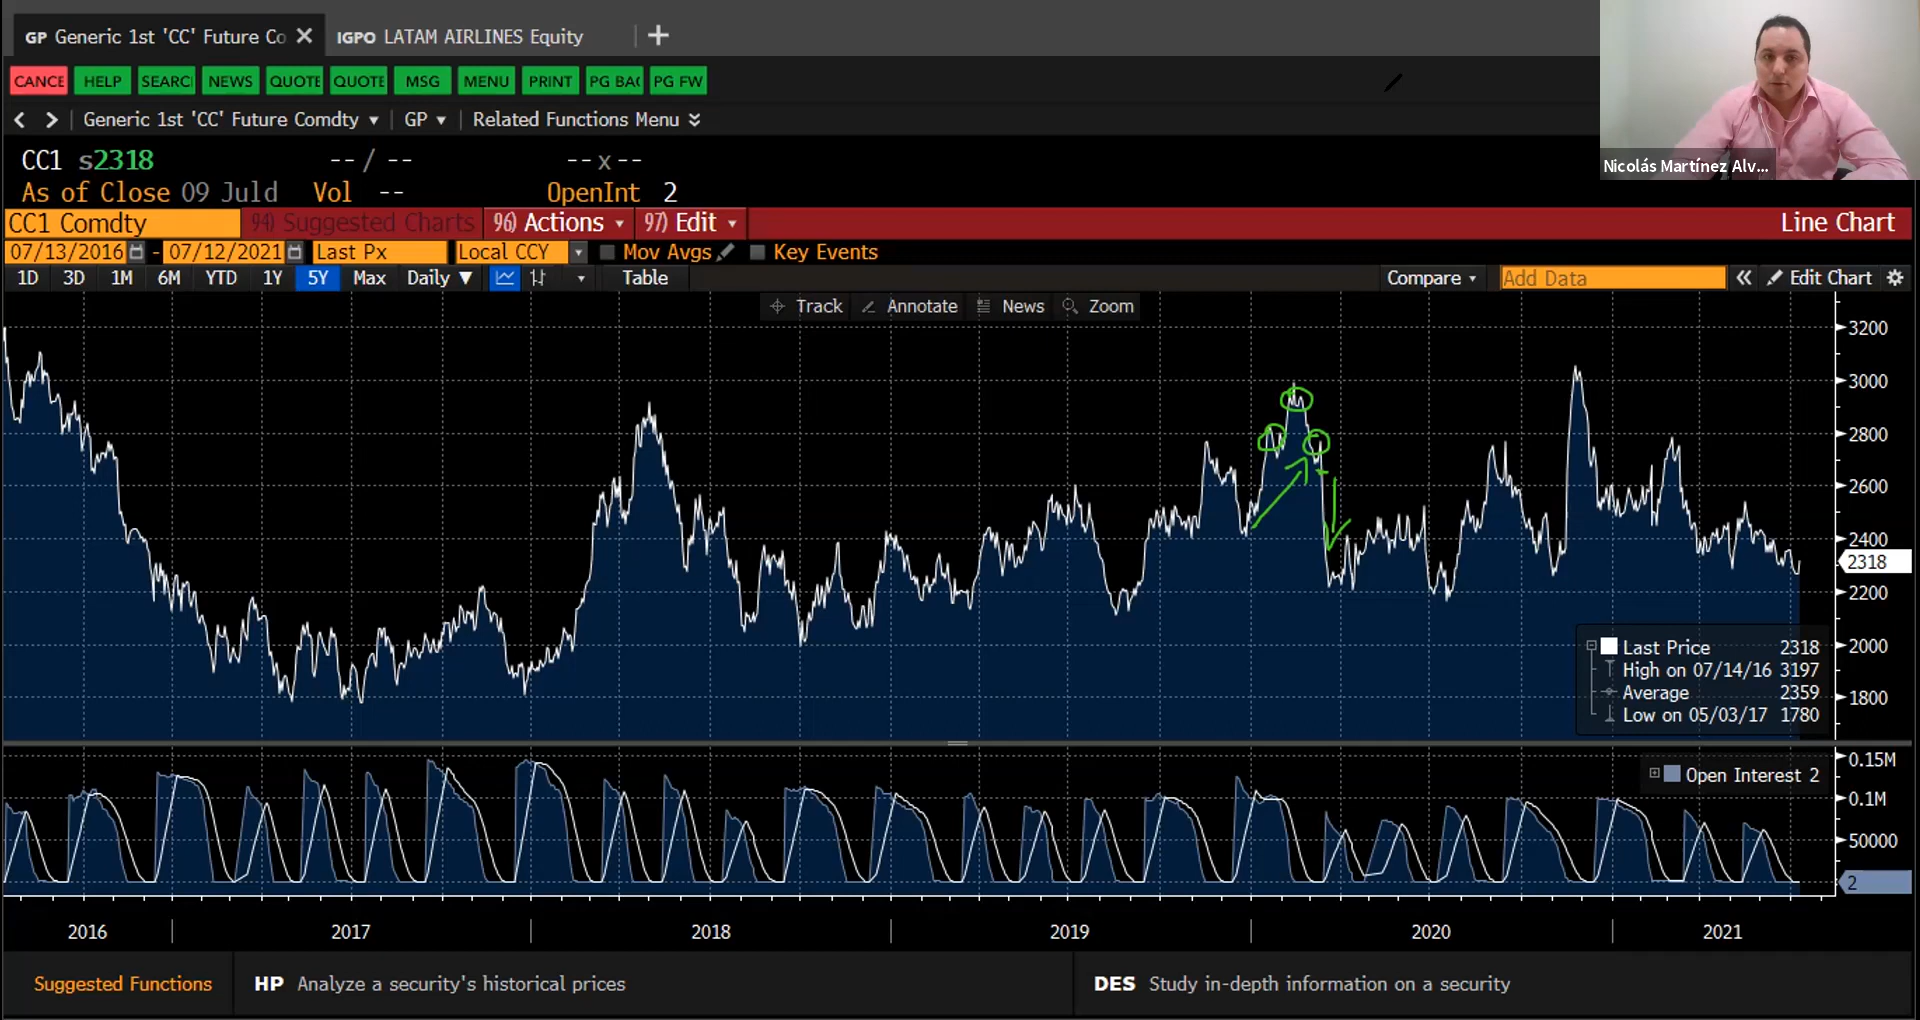 GP Generic 1st 'CC' Future Co IGPO LATAM AIRLINES Equity
CANCE HELP SEARCI NEWS QUOTE QUOTE MSG MENU PRINT PG BA PG FW
Generic 1st 'CC' Future Comdty GP Related Functions Menu
Nicolás Martínez Alv...
CC1 s2318 -- / -- -- x --
As of Close 09 Juld Vol -- OpenInt 2
CC1 Comdty 94) Suggested Charts 96) Actions 97) Edit Line Chart
07/13/2016 - 07/12/2021 Last Px Local CCY Mov Avgs Key Events
1D 3D 1M 6M YTD 1Y 5Y Max Daily Table Compare Add Data Edit Chart
Track Annotate News Zoom
3200
3000
2800
2600
2400
2318
2200
2000
1800
Last Price 2318
High on 07/14/16 3197
Average 2359
Low on 05/03/17 1780
0.15M
Open Interest 2
0.1M
50000
2
2016 2017 2018 2019 2020 2021
Suggested Functions HP Analyze a security's historical prices DES Study in-depth information on a security